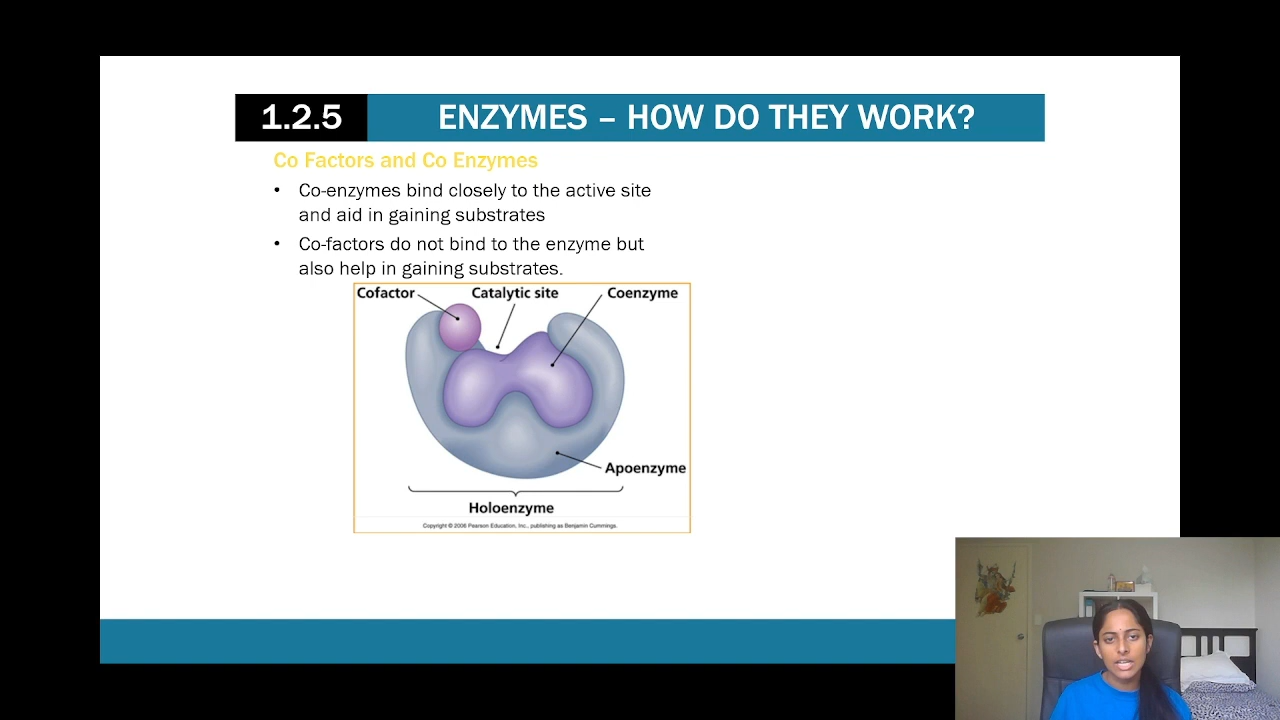 1.2.5 ENZYMES – HOW DO THEY WORK?
Co Factors and Co Enzymes
• Co-enzymes bind closely to the active site
and aid in gaining substrates
• Co-factors do not bind to the enzyme but
also help in gaining substrates.
Cofactor Catalytic site Coenzyme
Apoenzyme
Holoenzyme
Copyright © 2006 Pearson Education, Inc., publishing as Benjamin Cummings.